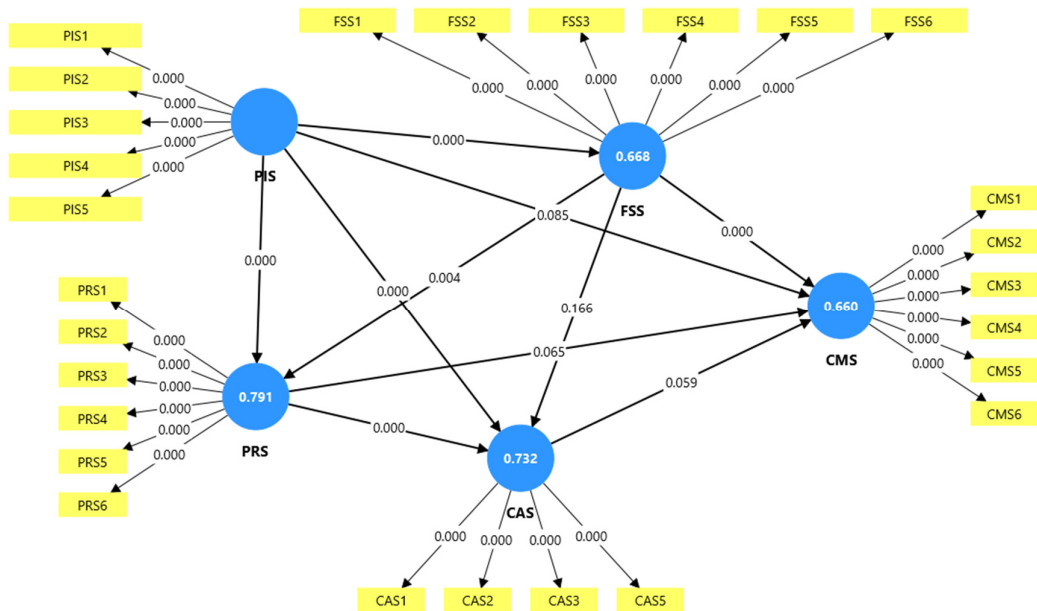 FSS1 FSS2 FSS3 FSS4 FSS5 FSS6
0.000 0.000 0.000 0.000 0.000 0.000
PIS1
PIS2
PIS3
PIS4
PIS5
0.000
0.000
0.000
0.000
0.000
PIS
0.000
0.668
FSS
0.085
0.000
0.000
0.004
0.000
0.166
CMS1
CMS2
CMS3
CMS4
CMS5
CMS6
0.000
0.000
0.000
0.000
0.000
0.000
0.660
CMS
PRS1
PRS2
PRS3
PRS4
PRS5
PRS6
0.000
0.000
0.000
0.000
0.000
0.000
0.791
PRS
0.065
0.059
0.000
0.732
CAS
0.000 0.000 0.000 0.000
CAS1 CAS2 CAS3 CAS5